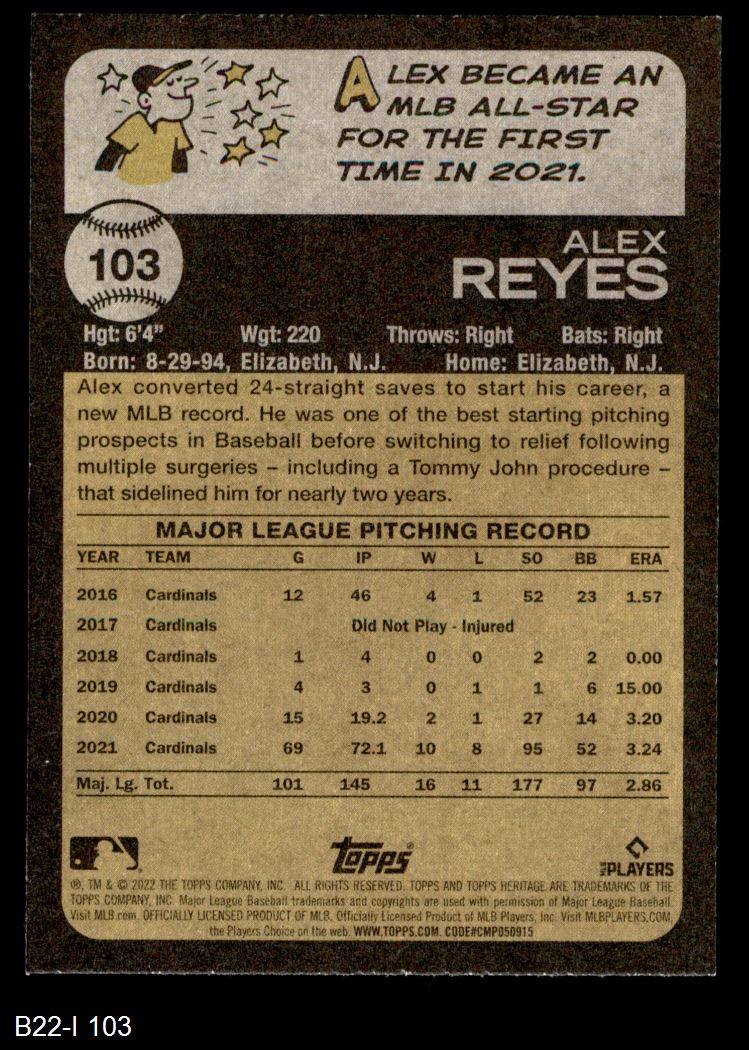 ALEX BECAME AN
MLB ALL-STAR
FOR THE FIRST
TIME IN 2021.
103
ALEX
REYES
Hgt: 6'4" Wgt: 220 Throws: Right Bats: Right
Born: 8-29-94, Elizabeth, N.J. Home: Elizabeth, N.J.
Alex converted 24-straight saves to start his career, a
new MLB record. He was one of the best starting pitching
prospects in Baseball before switching to relief following
multiple surgeries – including a Tommy John procedure –
that sidelined him for nearly two years.
MAJOR LEAGUE PITCHING RECORD
YEAR TEAM G IP W L SO BB ERA
2016 Cardinals 12 46 4 1 52 23 1.57
2017 Cardinals Did Not Play - Injured
2018 Cardinals 1 4 0 0 2 2 0.00
2019 Cardinals 4 3 0 1 1 6 15.00
2020 Cardinals 15 19.2 2 1 27 14 3.20
2021 Cardinals 69 72.1 10 8 95 52 3.24
Maj. Lg. Tot. 101 145 16 11 177 97 2.86
Topps
MLB PLAYERS
®, TM & © 2022 THE TOPPS COMPANY, INC. ALL RIGHTS RESERVED. TOPPS AND TOPPS HERITAGE ARE TRADEMARKS OF THE
TOPPS COMPANY, INC. Major League Baseball trademarks and copyrights are used with permission of Major League Baseball.
Visit MLB.com. OFFICIALLY LICENSED PRODUCT OF MLB. Officially Licensed Product of MLB Players, Inc. Visit MLBPLAYERS.COM,
the Players Choice on the web. WWW.TOPPS.COM. CODE#CMP050915
B22-I 103